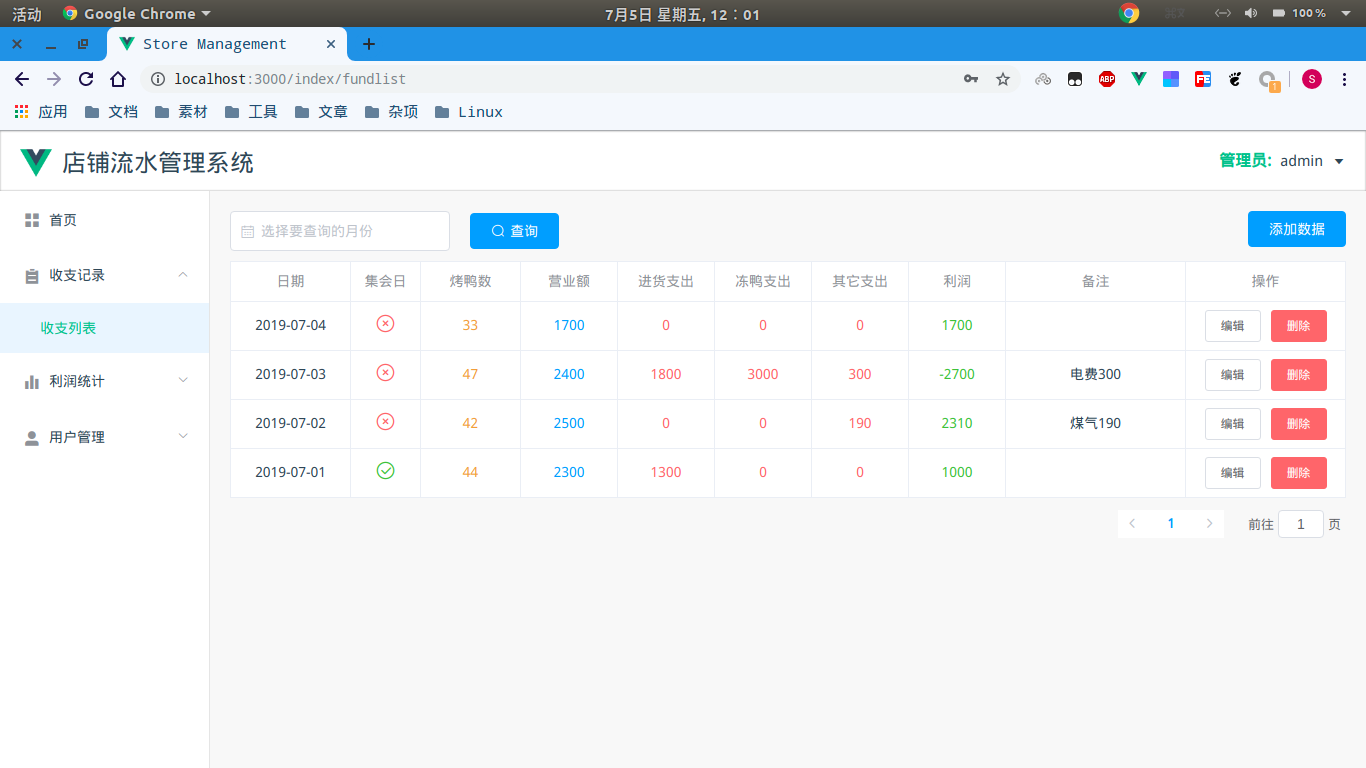 活动 Google Chrome 7月5日 星期五, 12：01 100 %
Store Management
localhost:3000/index/fundlist ABP FE 1 S
应用 文档 素材 工具 文章 杂项 Linux
店铺流水管理系统 管理员: admin
首页
收支记录
收支列表
利润统计
用户管理
选择要查询的月份 查询 添加数据
日期 集会日 烤鸭数 营业额 进货支出 冻鸭支出 其它支出 利润 备注 操作
2019-07-04 33 1700 0 0 0 1700 编辑 删除
2019-07-03 47 2400 1800 3000 300 -2700 电费300 编辑 删除
2019-07-02 42 2500 0 0 190 2310 煤气190 编辑 删除
2019-07-01 44 2300 1300 0 0 1000 编辑 删除
1 前往 1 页